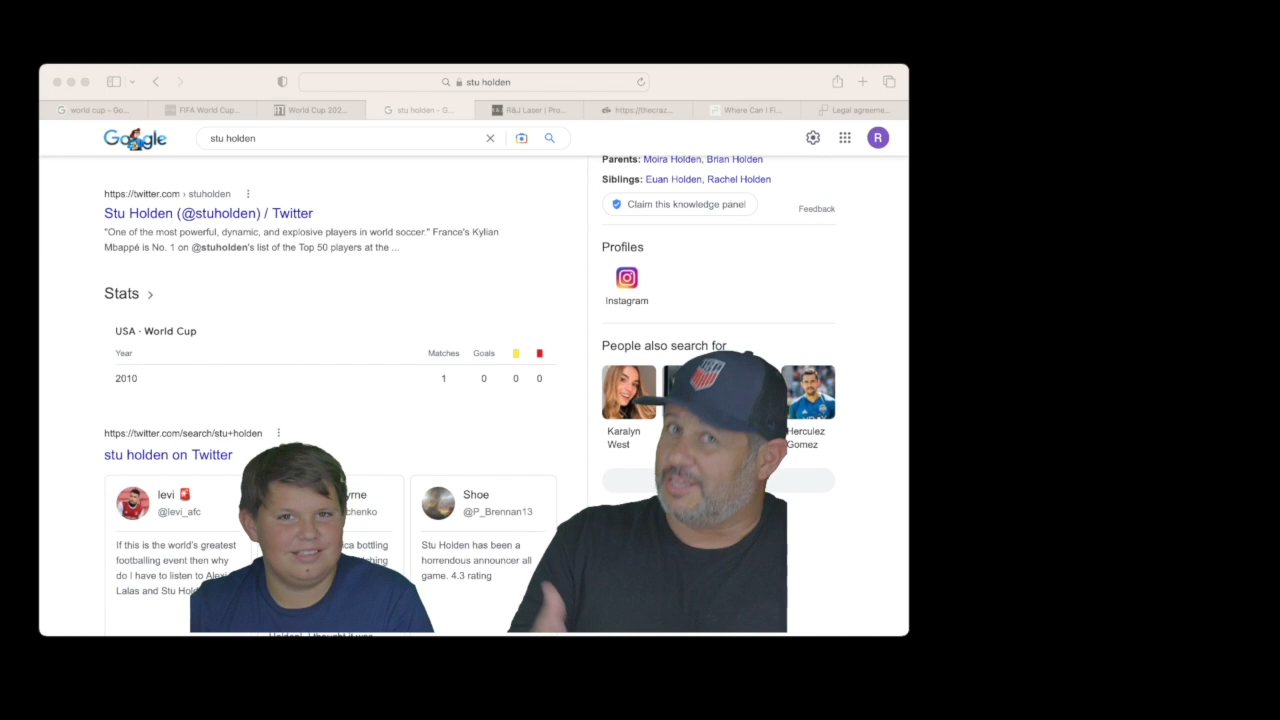 stu holden
world cup - Go...
FIFA World Cup...
World Cup 202...
stu holden - G...
R&J Laser | Pro...
https://thecraz...
Where Can I Fi...
Legal agreeme...
Google
stu holden
R
https://twitter.com › stuholden
Stu Holden (@stuholden) / Twitter
"One of the most powerful, dynamic, and explosive players in world soccer." France's Kylian
Mbappé is No. 1 on @stuholden's list of the Top 50 players at the ...
Stats
USA · World Cup
Year Matches Goals
2010 1 0 0 0
https://twitter.com/search/stu+holden
stu holden on Twitter
levi
@levi_afc
If this is the world's greatest
footballing event then why
do I have to listen to Alexi
Lalas and Stu Hol
yrne
chenko
ica bottling
Shoe
@P_Brennan13
Stu Holden has been a
horrendous announcer all
game. 4.3 rating
Parents: Moira Holden, Brian Holden
Siblings: Euan Holden, Rachel Holden
Claim this knowledge panel
Feedback
Profiles
Instagram
People also search for
Karalyn
West
Herculez
Gomez